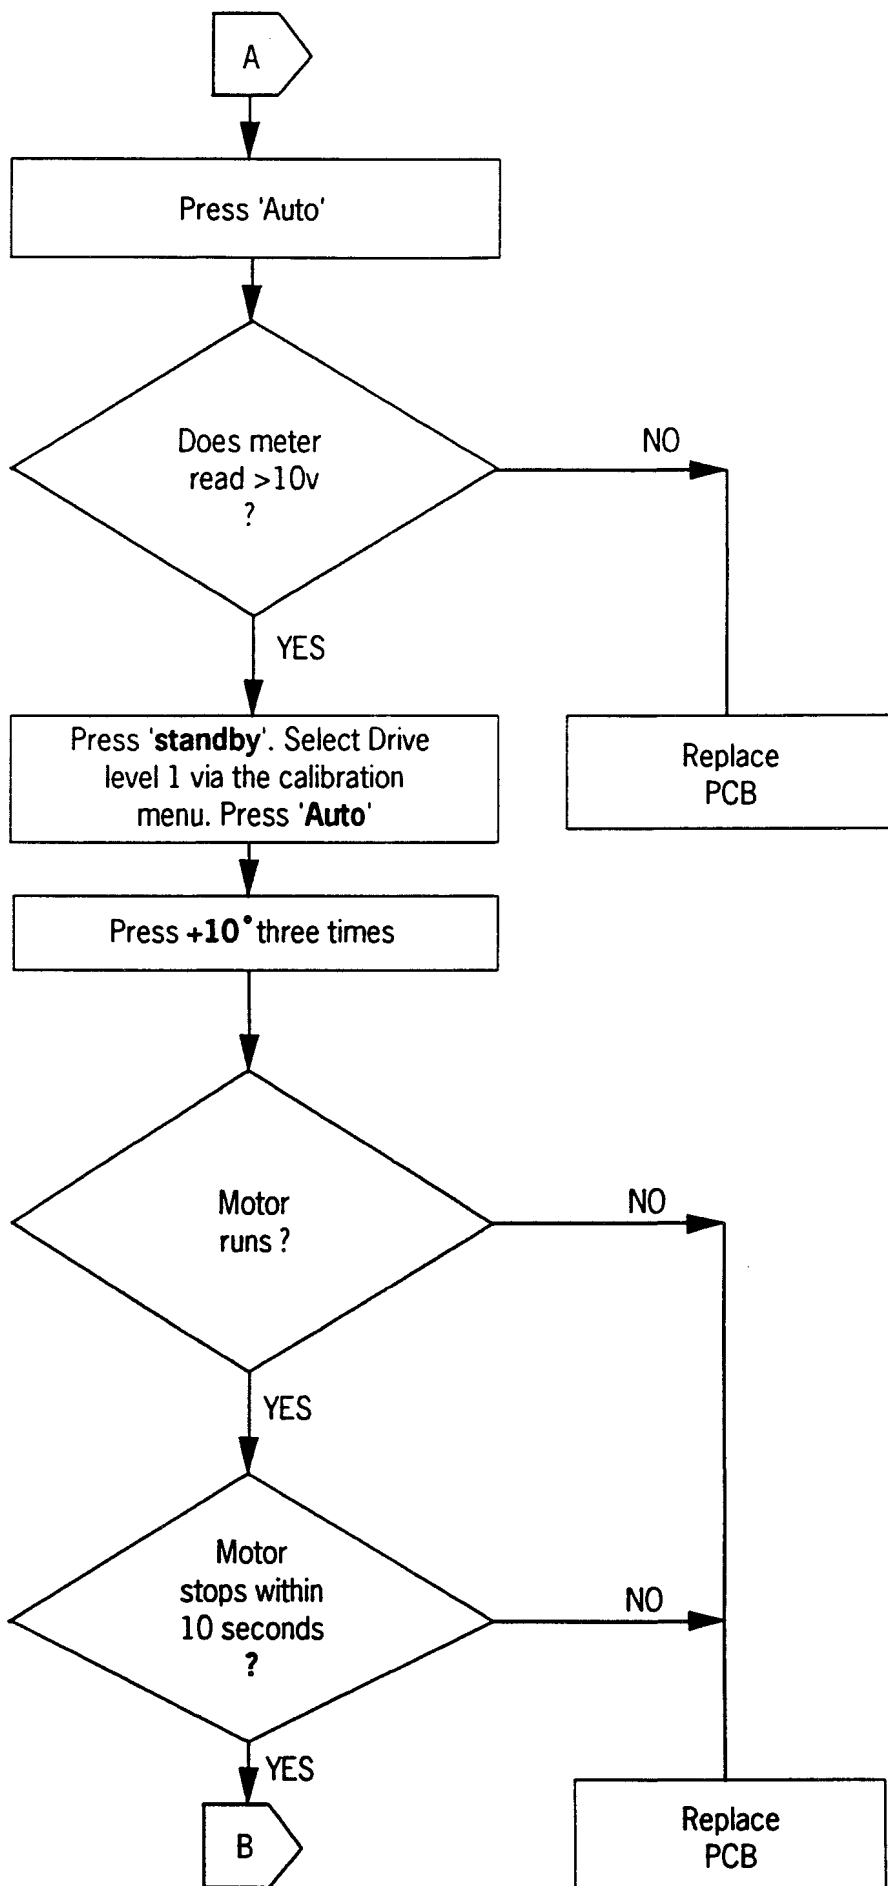 A
Press 'Auto'
Does meter
read >10v
?
NO
YES
Press 'standby'. Select Drive
level 1 via the calibration
menu. Press 'Auto'
Replace
PCB
Press +10° three times
Motor
runs ?
NO
YES
Motor
stops within
10 seconds
?
NO
YES
B
Replace
PCB